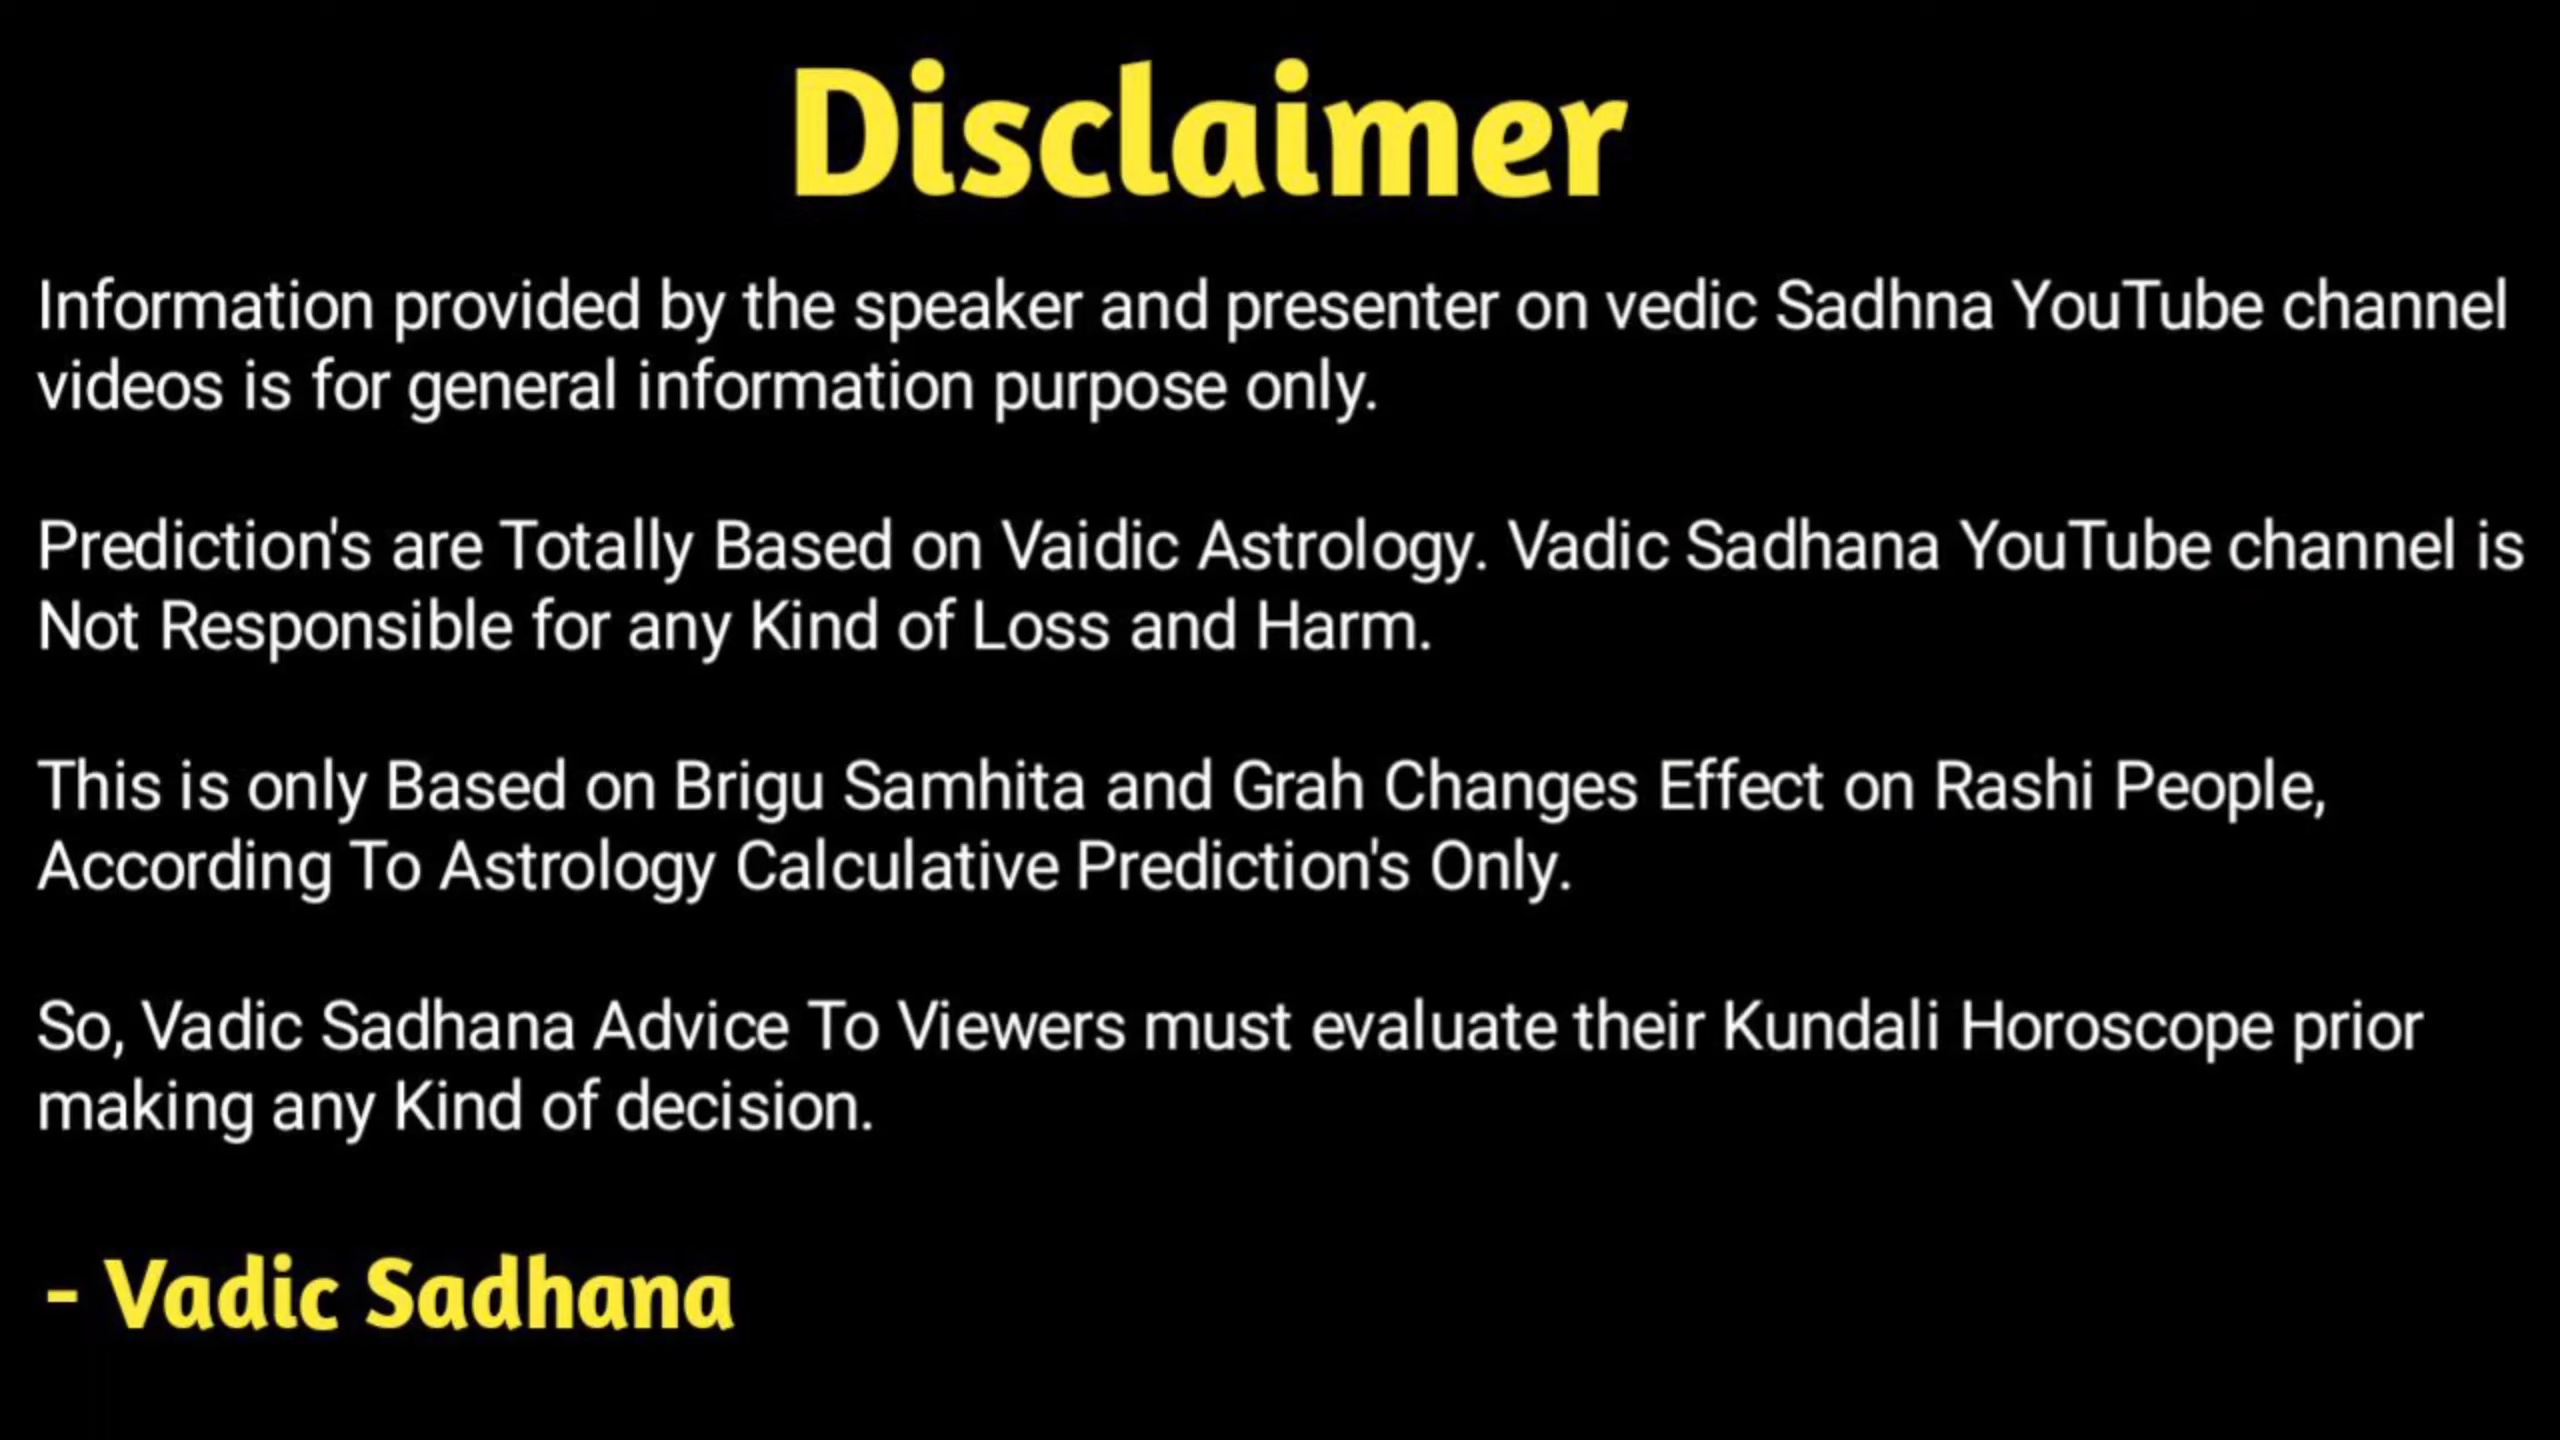 Disclaimer
Information provided by the speaker and presenter on vedic Sadhna YouTube channel
videos is for general information purpose only.
Prediction's are Totally Based on Vaidic Astrology. Vadic Sadhana YouTube channel is
Not Responsible for any Kind of Loss and Harm.
This is only Based on Brigu Samhita and Grah Changes Effect on Rashi People,
According To Astrology Calculative Prediction's Only.
So, Vadic Sadhana Advice To Viewers must evaluate their Kundali Horoscope prior
making any Kind of decision.
- Vadic Sadhana